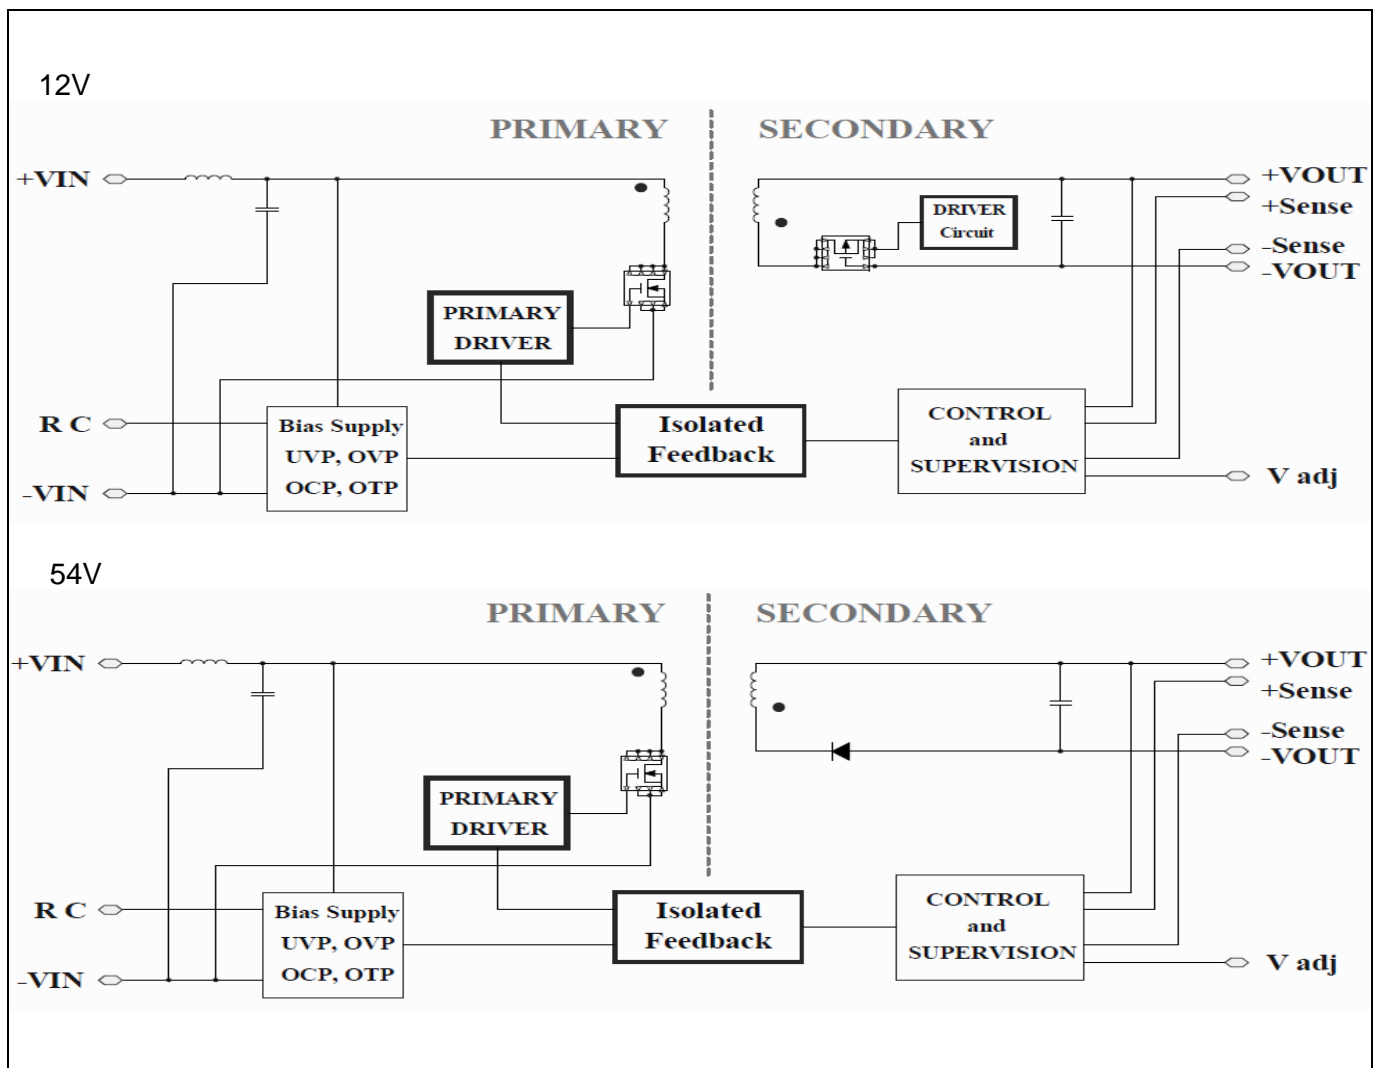 12V
PRIMARY
SECONDARY
+VIN
+VOUT
+Sense
DRIVER
Circuit
-Sense
-VOUT
PRIMARY
DRIVER
R C
Bias Supply
UVP, OVP
OCP, OTP
Isolated
Feedback
CONTROL
and
SUPERVISION
-VIN
V adj
54V
PRIMARY
SECONDARY
+VIN
+VOUT
+Sense
-Sense
-VOUT
PRIMARY
DRIVER
R C
Bias Supply
UVP, OVP
OCP, OTP
Isolated
Feedback
CONTROL
and
SUPERVISION
-VIN
V adj